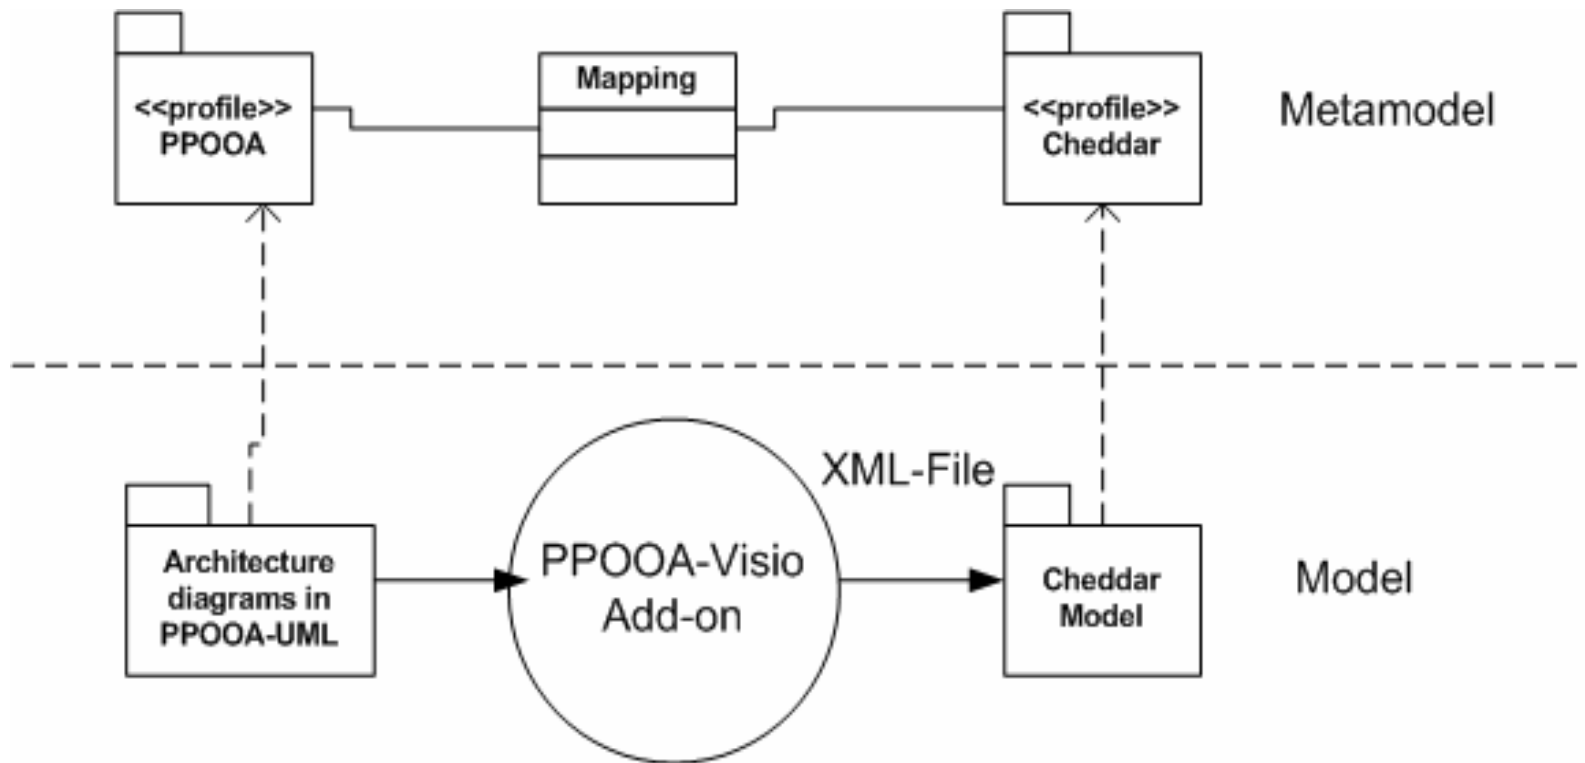 <<profile>>
PPOOA
Mapping
<<profile>>
Cheddar
Metamodel
Architecture
diagrams in
PPOOA-UML
PPOOA-Visio
Add-on
XML-File
Cheddar
Model
Model